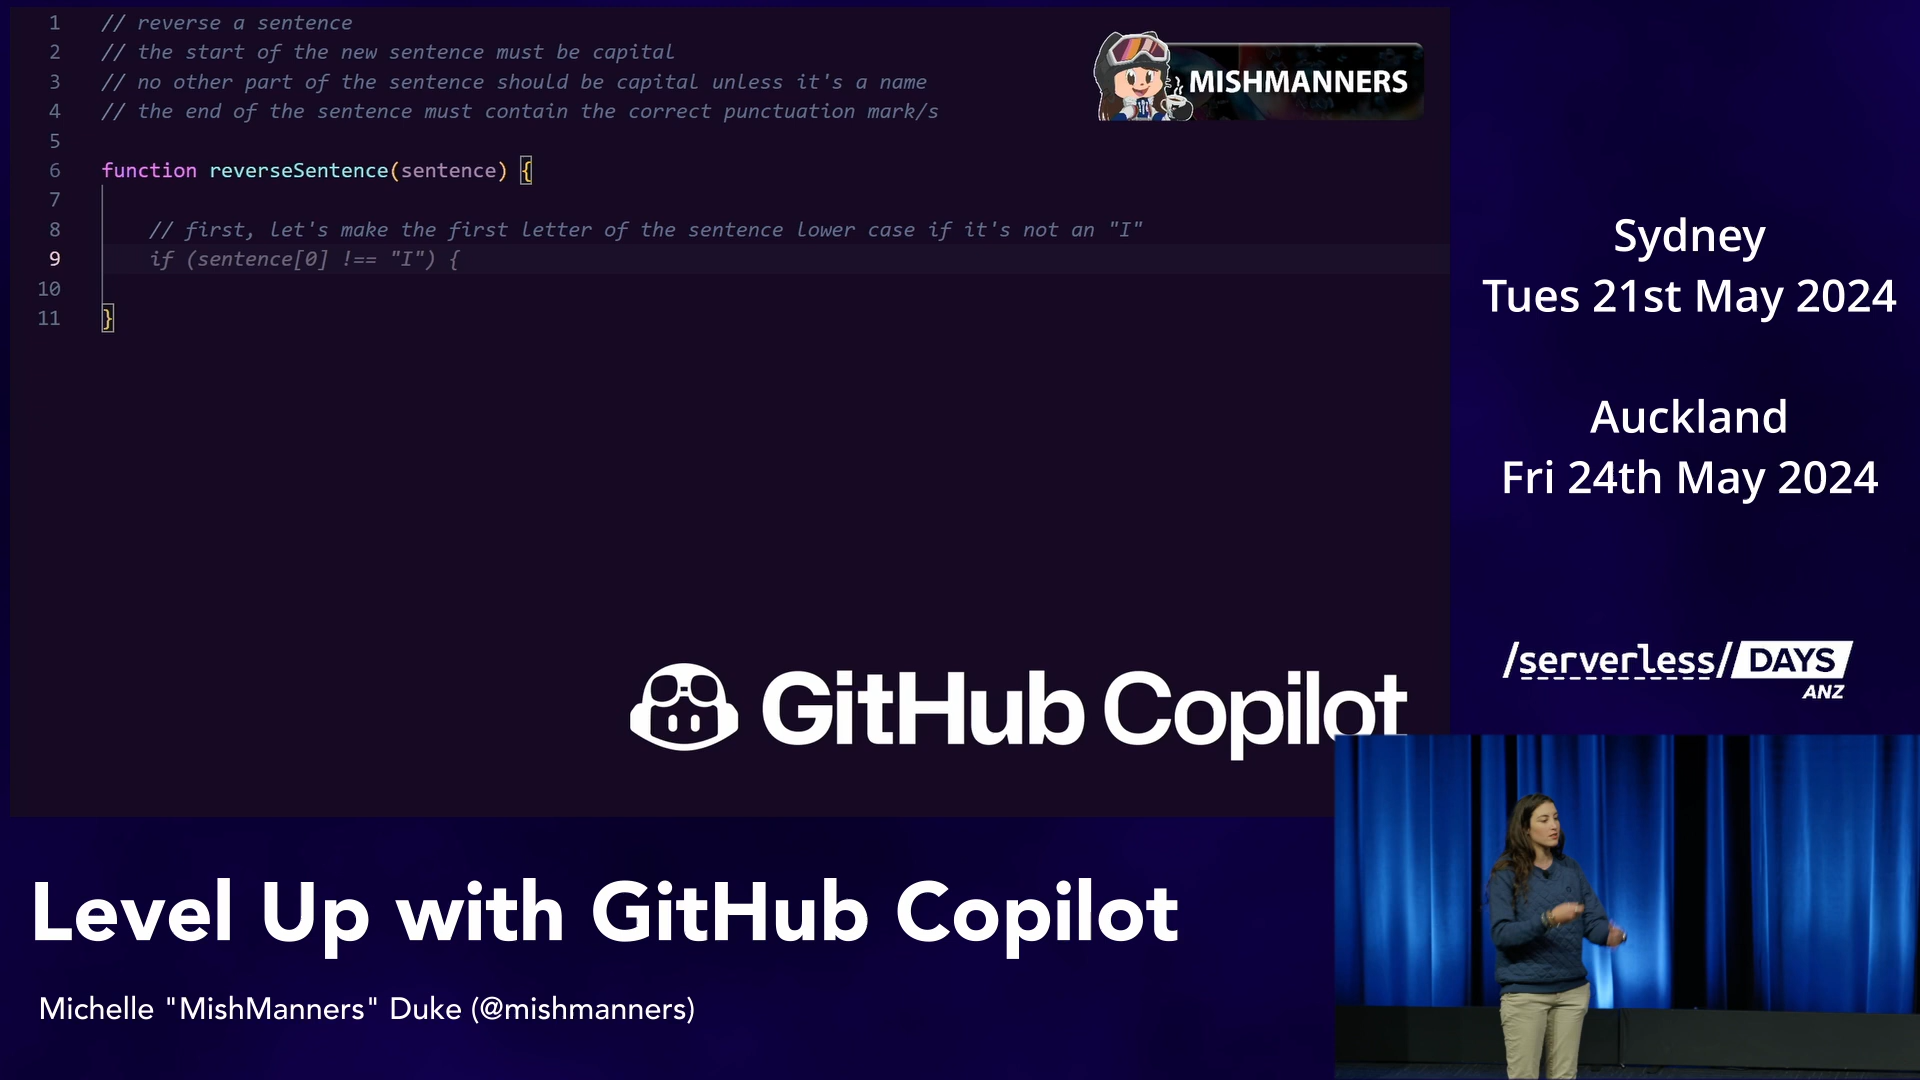 1 // reverse a sentence
2 // the start of the new sentence must be capital
3 // no other part of the sentence should be capital unless it's a name
4 // the end of the sentence must contain the correct punctuation mark/s
5
6 function reverseSentence(sentence) {
7
8 // first, let's make the first letter of the sentence lower case if it's not an "I"
9 if (sentence[0] !== "I") {
10
11 }
MISHMANNERS
GitHub Copilot
Sydney
Tues 21st May 2024
Auckland
Fri 24th May 2024
/serverless/DAYS
ANZ
Level Up with GitHub Copilot
Michelle "MishManners" Duke (@mishmanners)